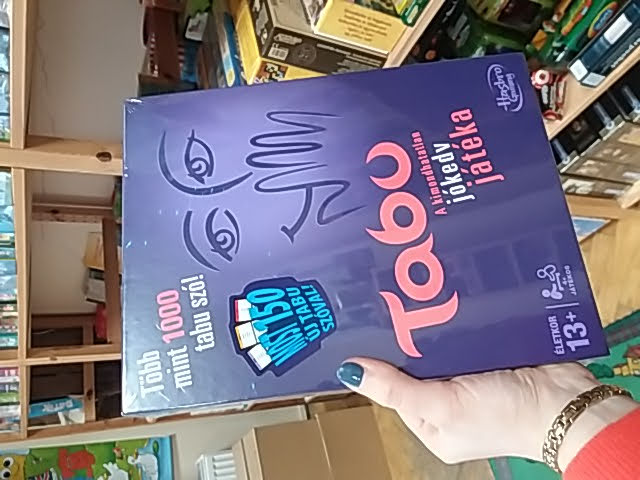 Több
mint 1000
tabu szó!
MOST 150
ÚJ TABU
SZÓVAL!
Tabu
A kimondhatatlan
jókedv
játéka
Hasbro
Gaming
ÉLETKOR
13+
4+
JÁTÉKOS